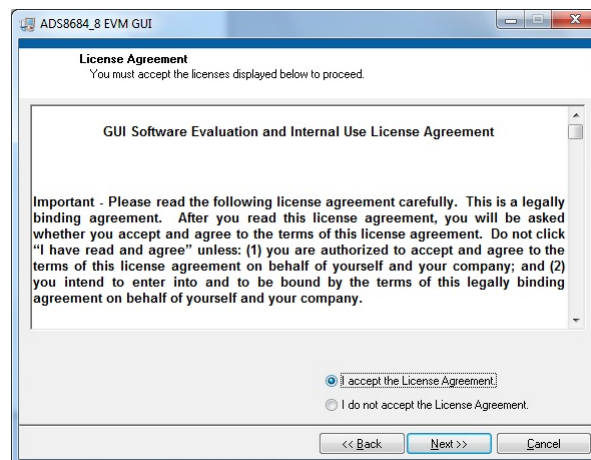 ADS8684_8 EVM GUI
License Agreement
You must accept the licenses displayed below to proceed.
GUI Software Evaluation and Internal Use License Agreement
Important - Please read the following license agreement carefully. This is a legally
binding agreement. After you read this license agreement, you will be asked
whether you accept and agree to the terms of this license agreement. Do not click
“I have read and agree” unless: (1) you are authorized to accept and agree to the
terms of this license agreement on behalf of yourself and your company; and (2)
you intend to enter into and to be bound by the terms of this legally binding
agreement on behalf of yourself and your company.
I accept the License Agreement.
I do not accept the License Agreement.
<< Back Next >> Cancel